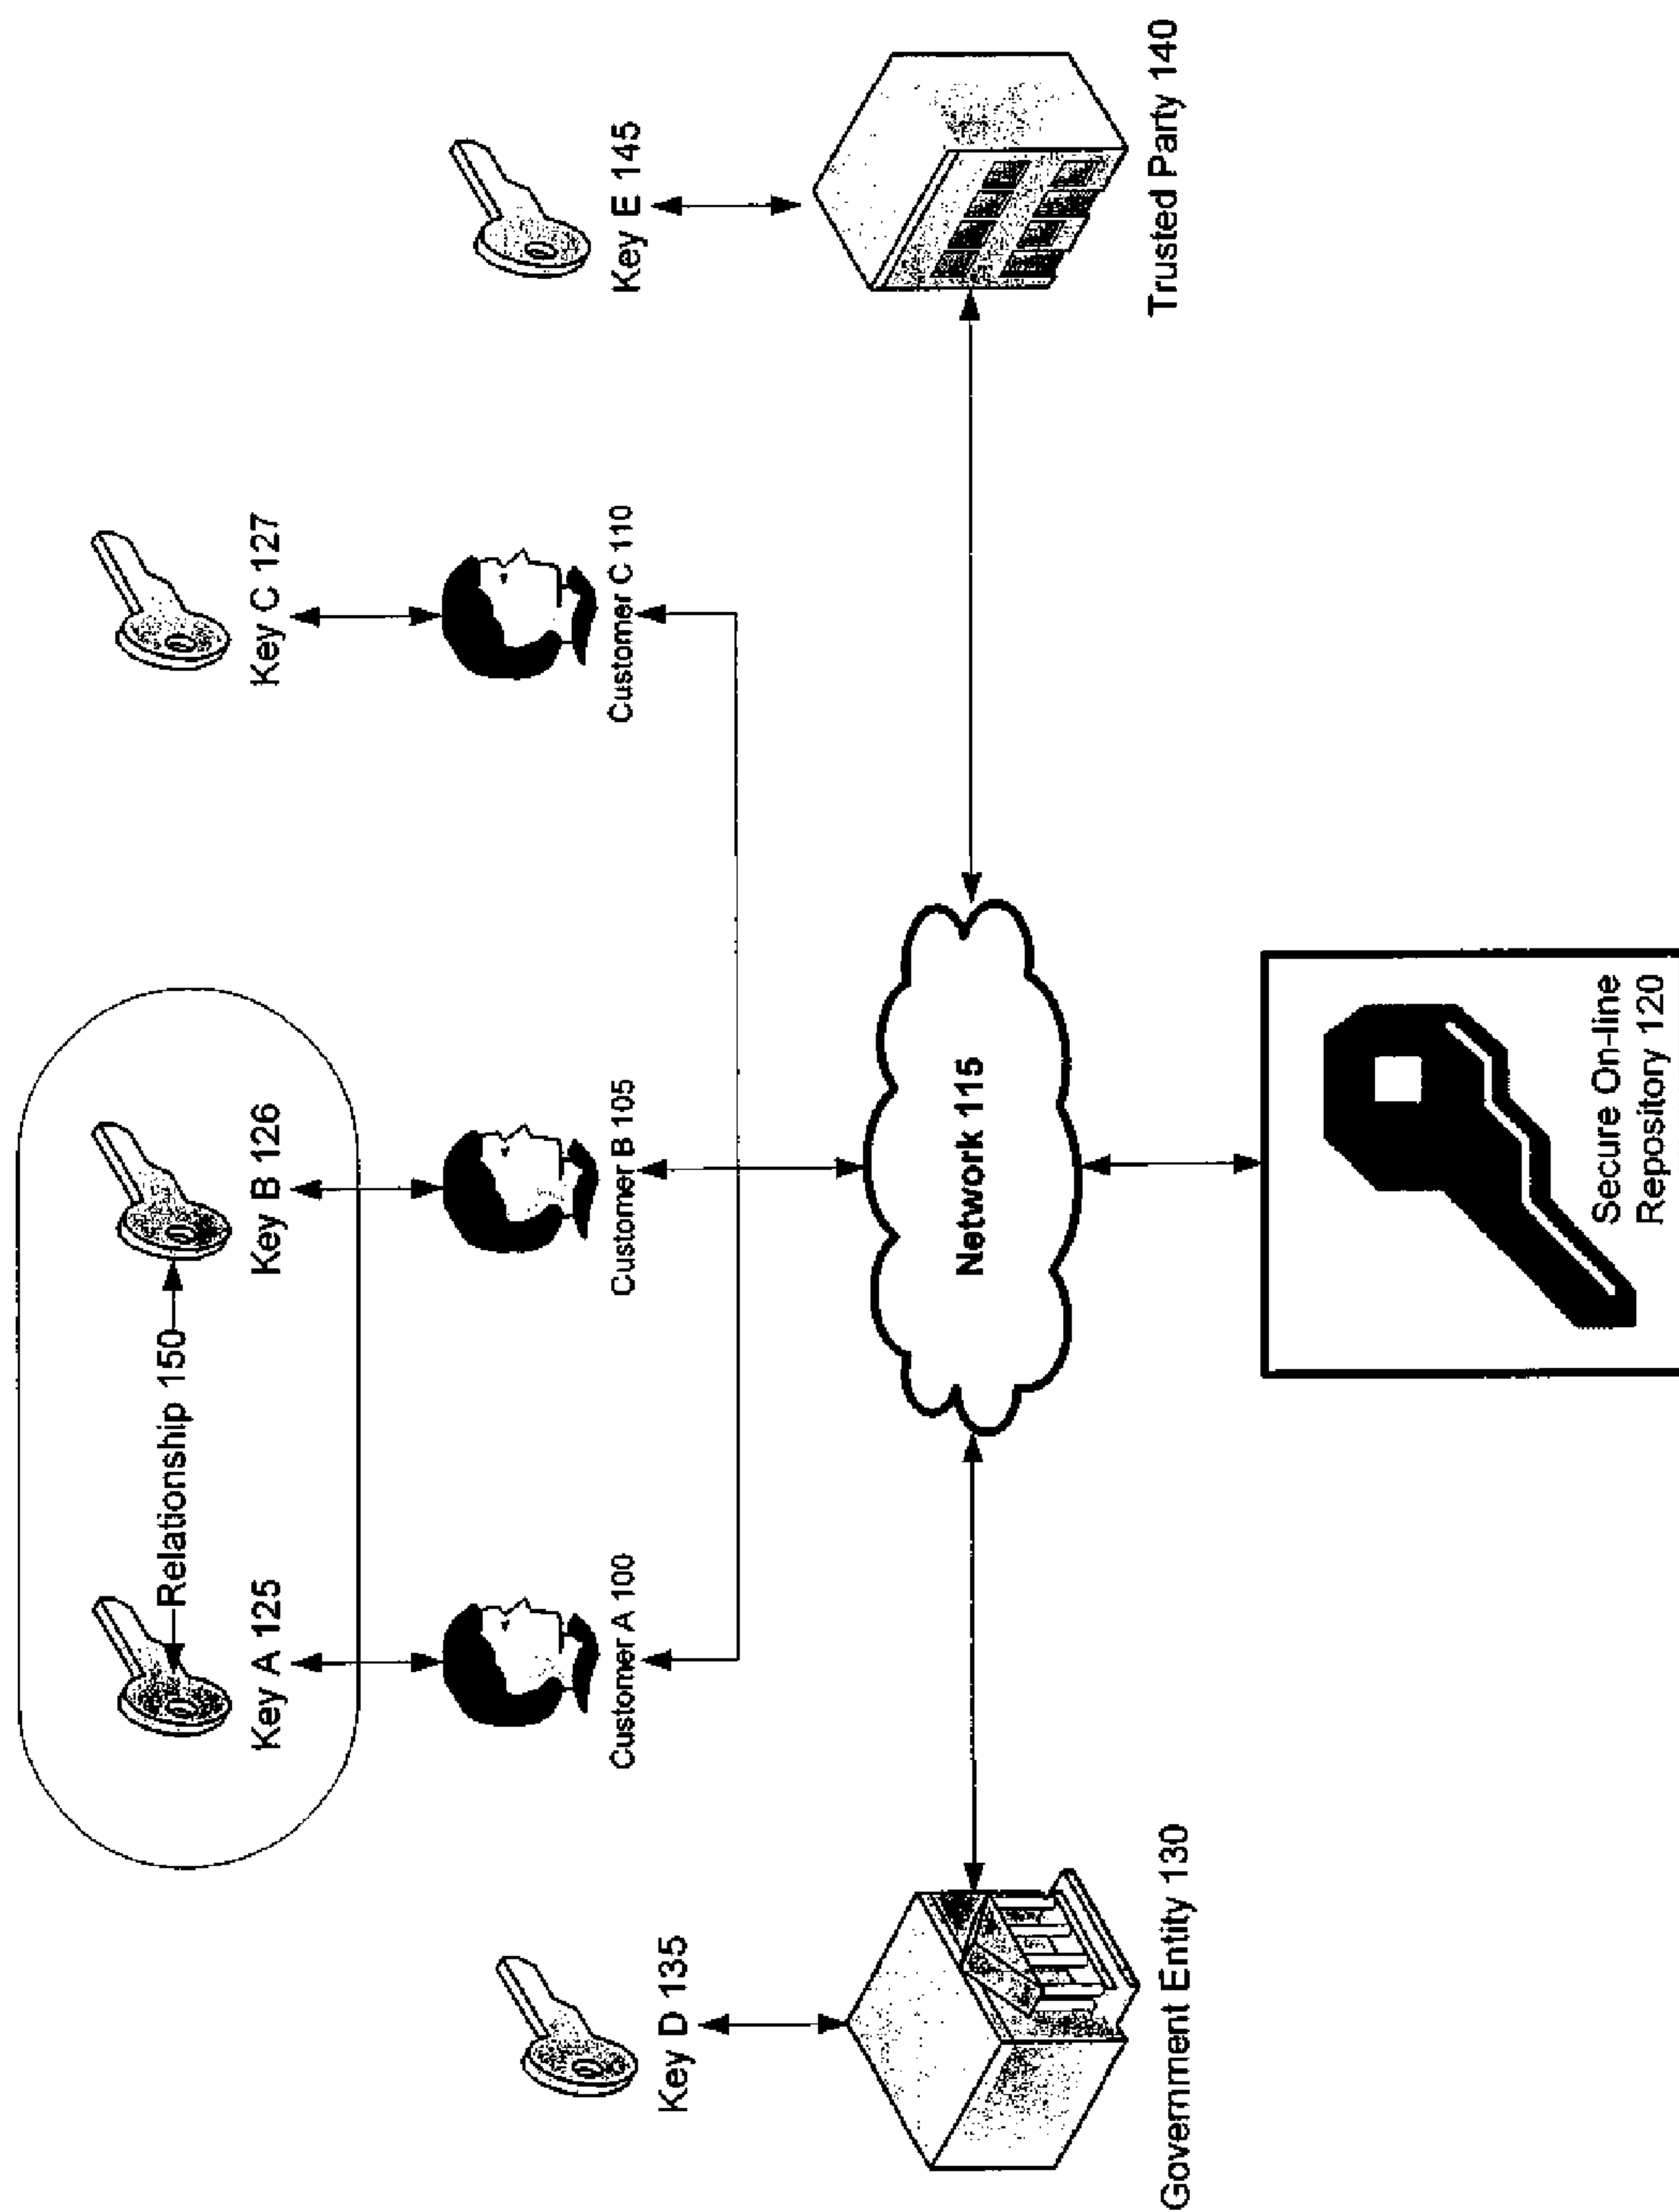 Relationship 150
Key A 125
Key B 126
Key C 127
Customer A 100
Customer B 105
Customer C 110
Key D 135
Key E 145
Network 115
Government Entity 130
Trusted Party 140
Secure On-line
Repository 120